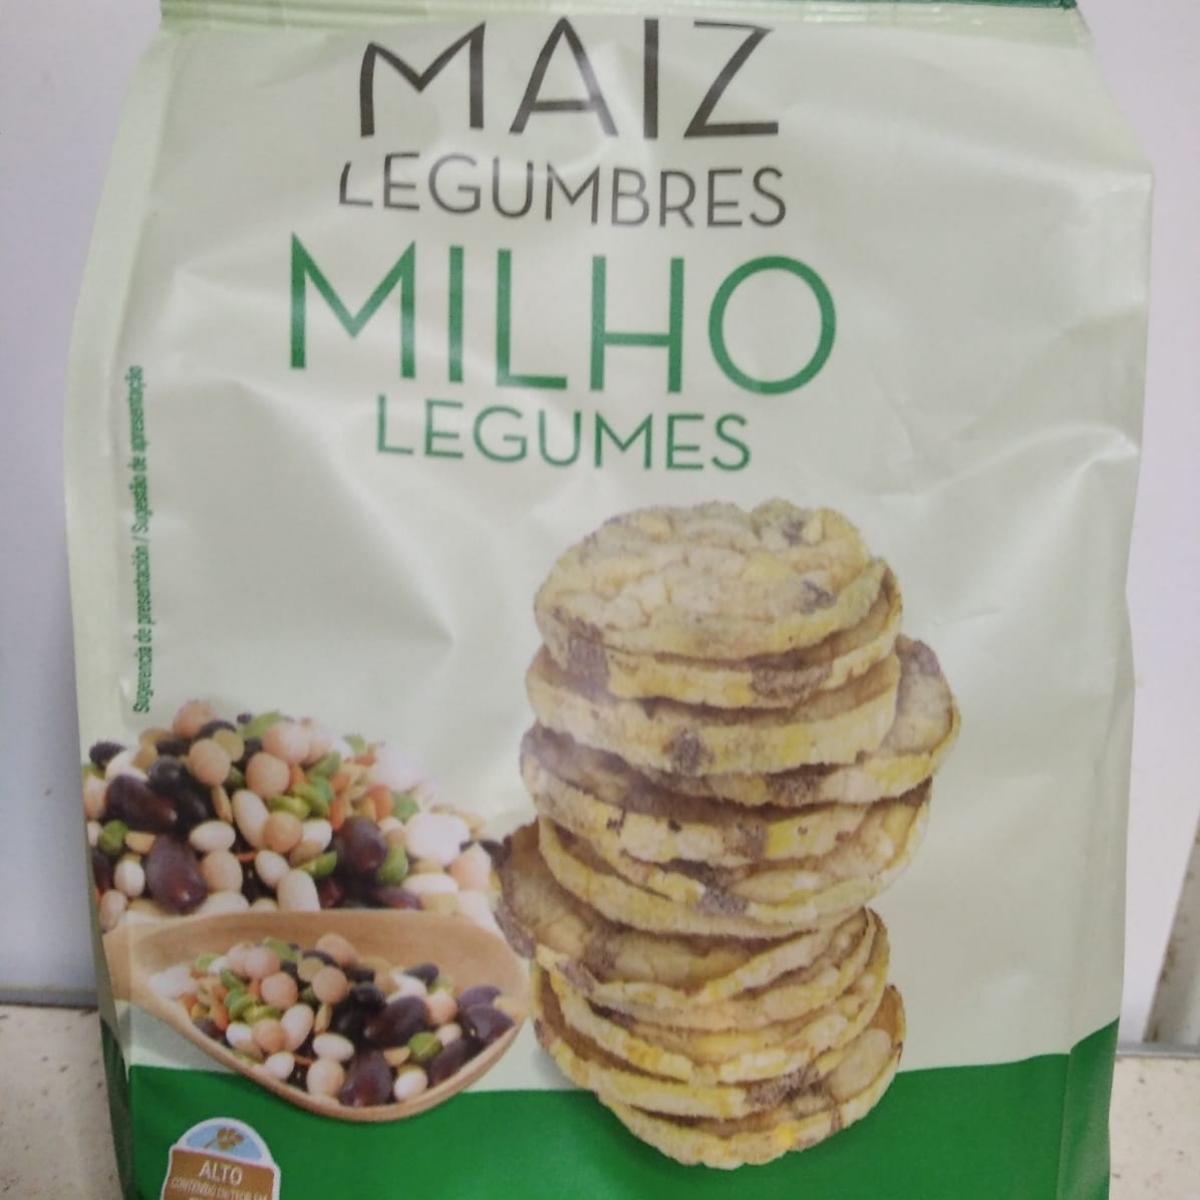 MAIZ
LEGUMBRES
MILHO
LEGUMES
Sugerencia de presentación / Sugestão de apresentação
ALTO